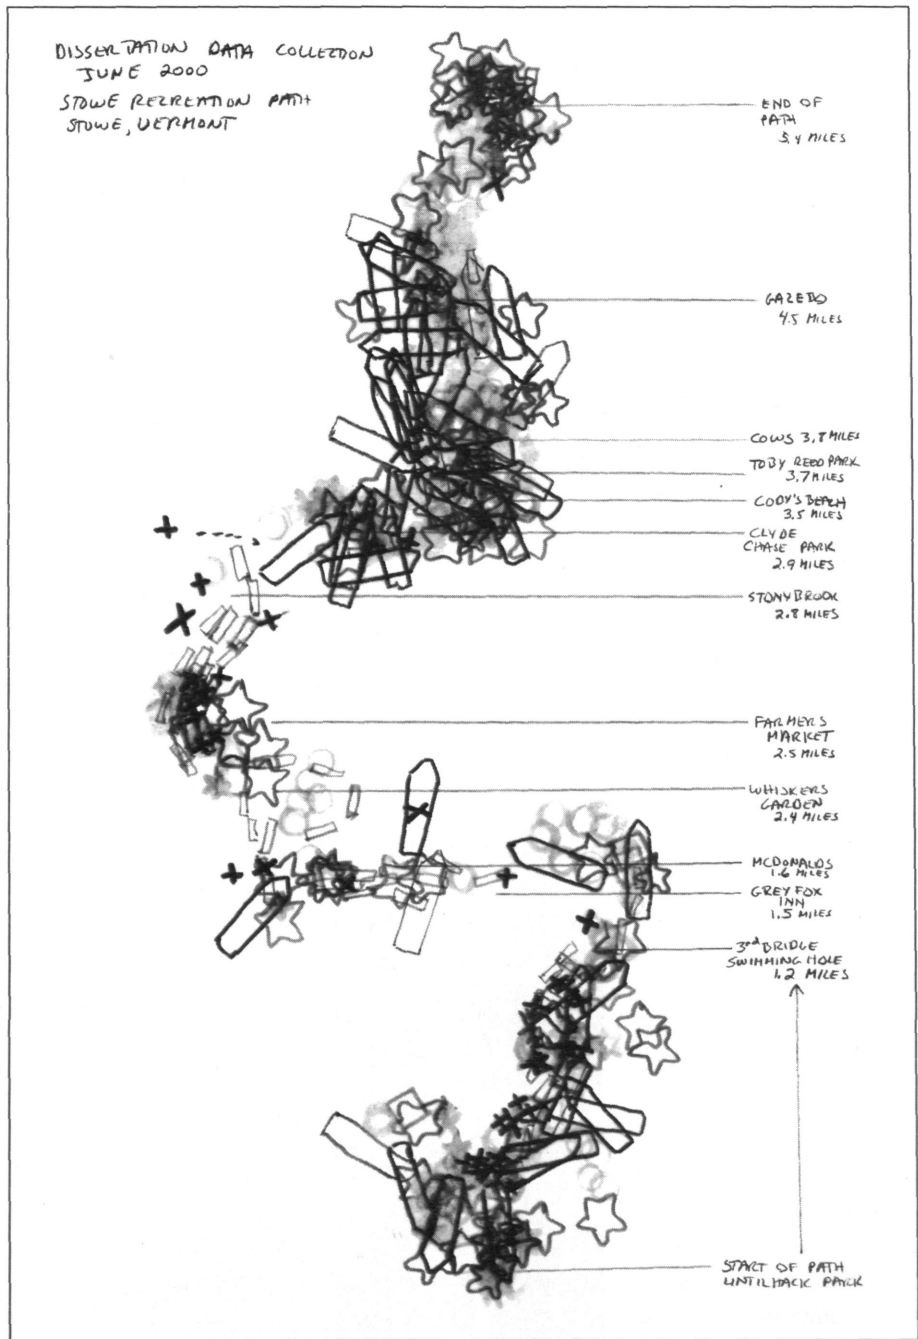 DISSERTATION DATA COLLECTION
JUNE 2000
STOWE RECREATION PATH
STOWE, VERMONT
END OF
PATH
5.4 MILES
GAZEBO
4.5 MILES
COWS 3.8 MILES
TOBY REED PARK
3.7 MILES
CODY'S BEACH
3.5 MILES
CLYDE
CHASE PARK
2.9 MILES
STONYBROOK
2.8 MILES
FARMERS
MARKET
2.5 MILES
WHISKERS
GARDEN
2.4 MILES
MCDONALDS
1.6 MILES
GREY FOX
INN
1.5 MILES
3rd BRIDGE
SWIMMING HOLE
1.2 MILES
START OF PATH
LINTILHACK PARK